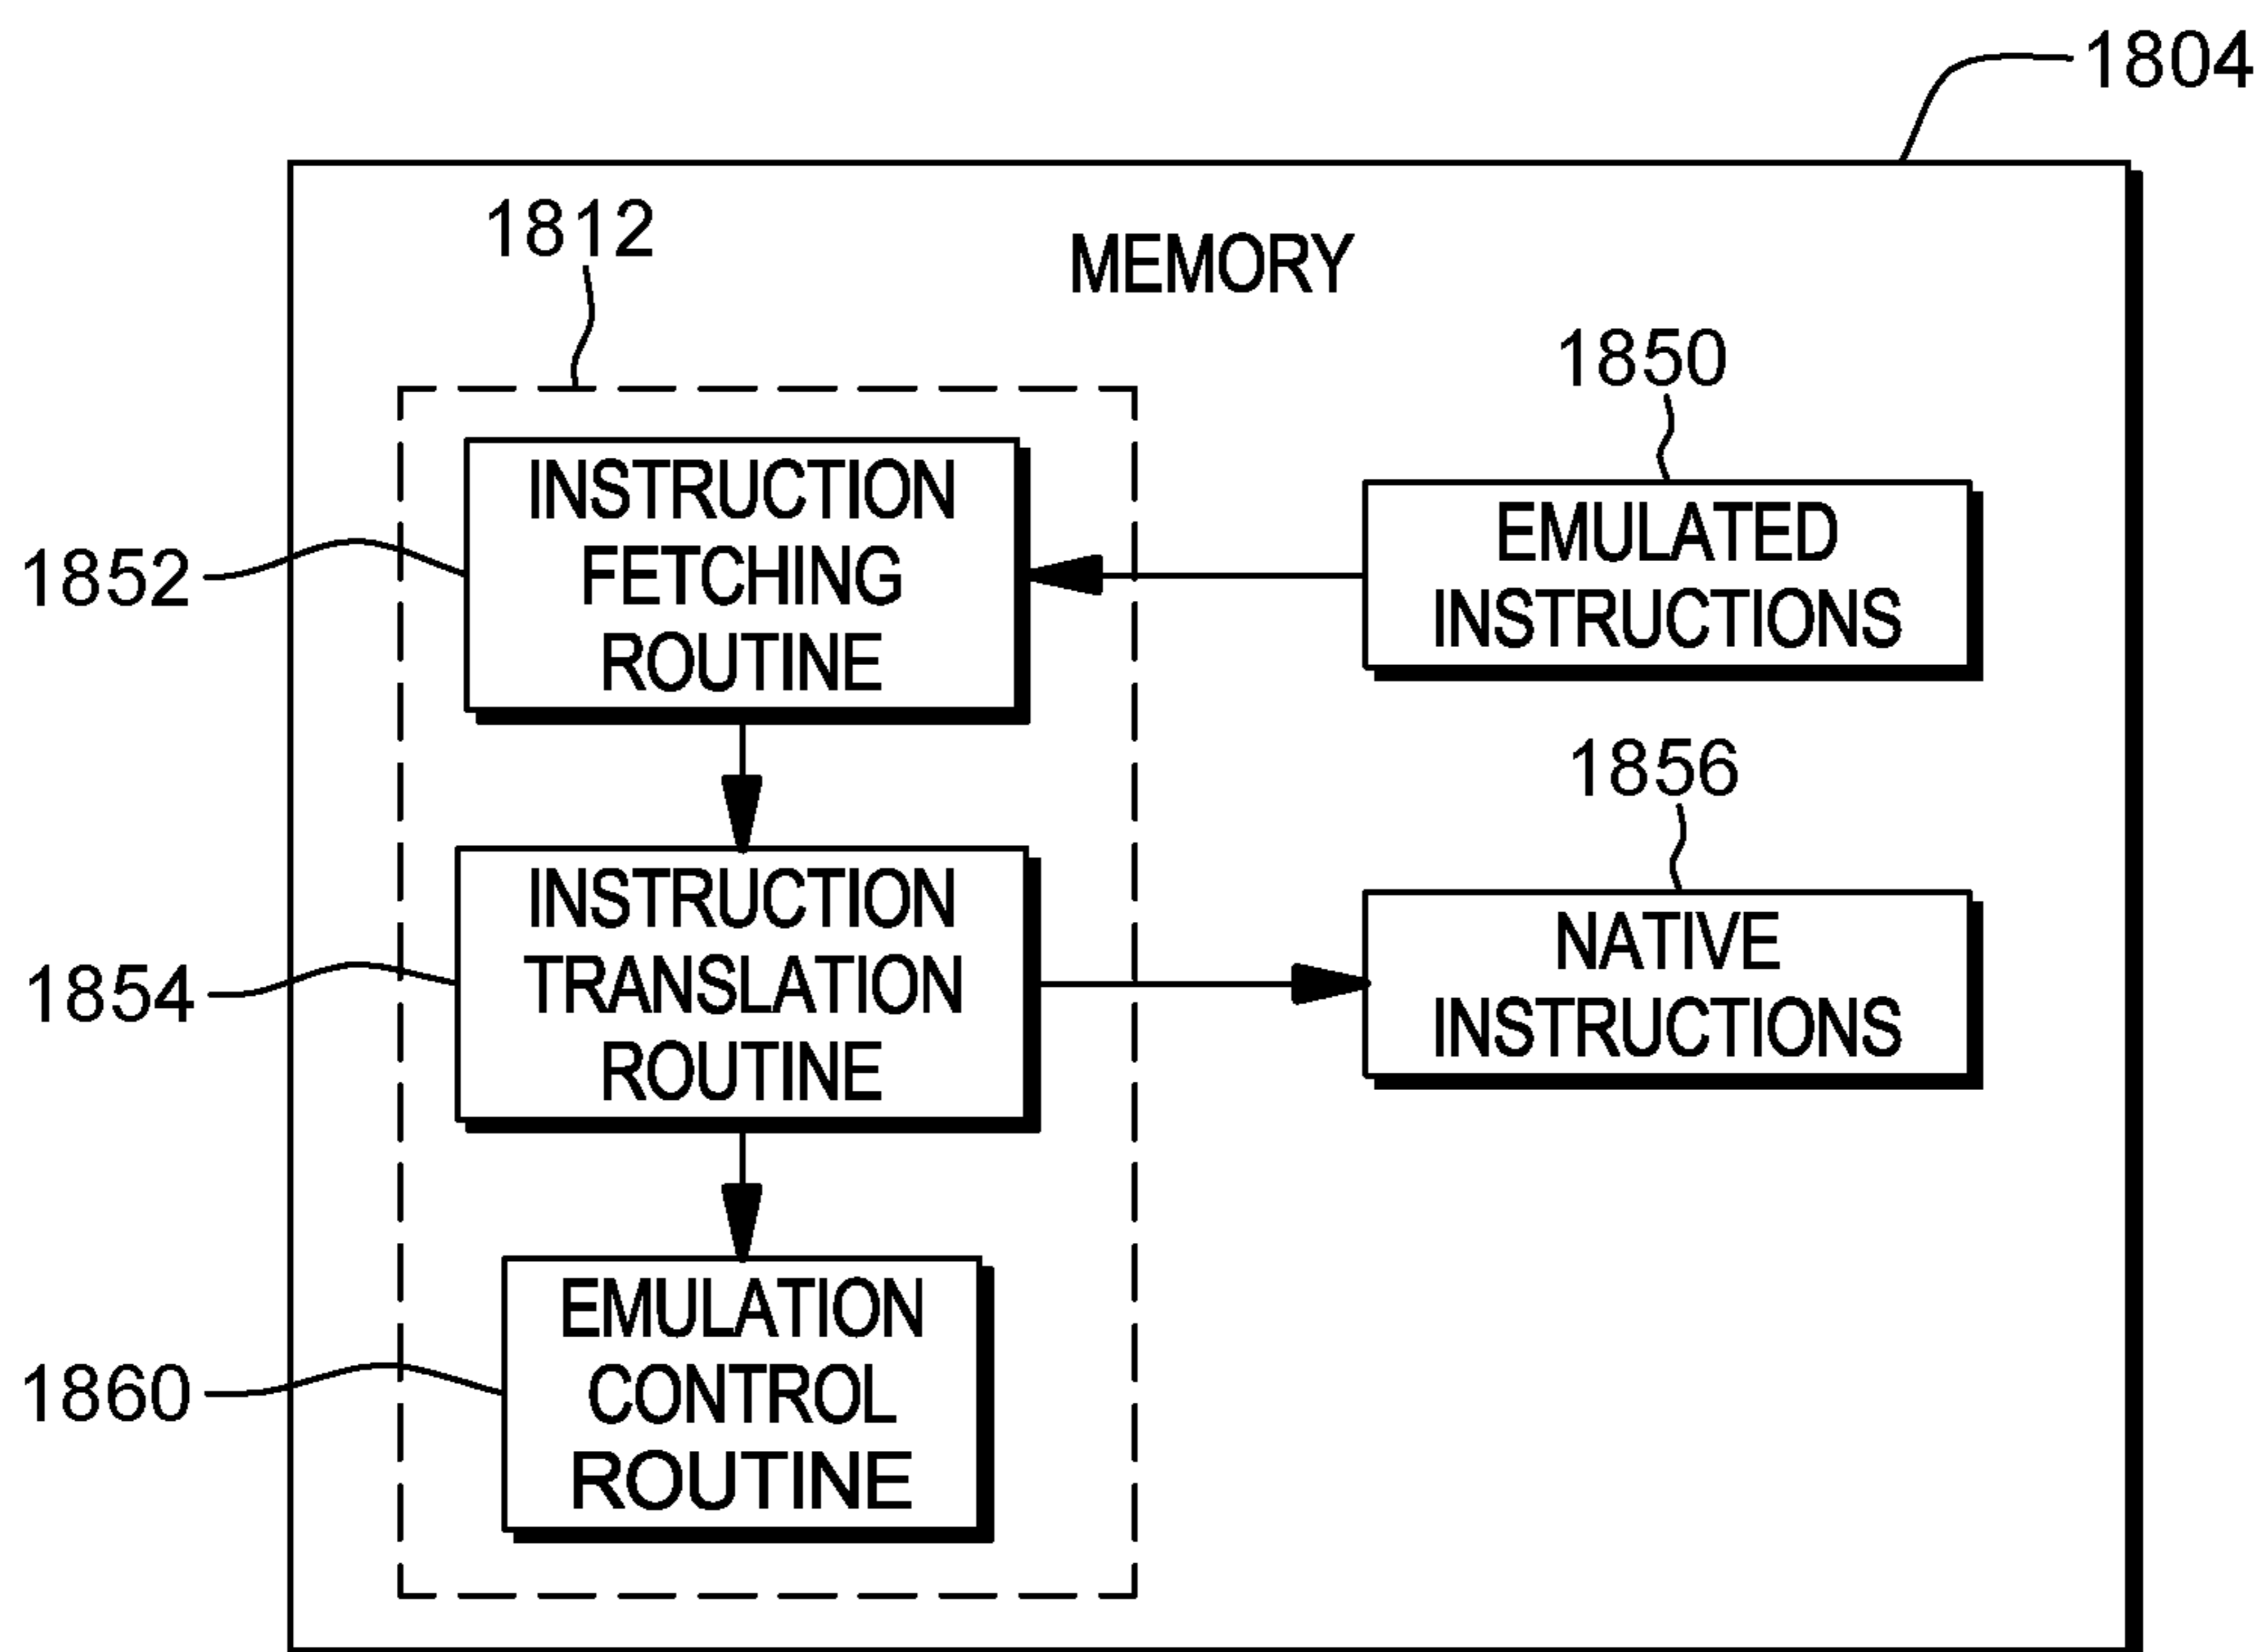 1804
1812
MEMORY
1850
INSTRUCTION
FETCHING
ROUTINE
1852
EMULATED
INSTRUCTIONS
1856
INSTRUCTION
TRANSLATION
ROUTINE
1854
NATIVE
INSTRUCTIONS
EMULATION
CONTROL
ROUTINE
1860